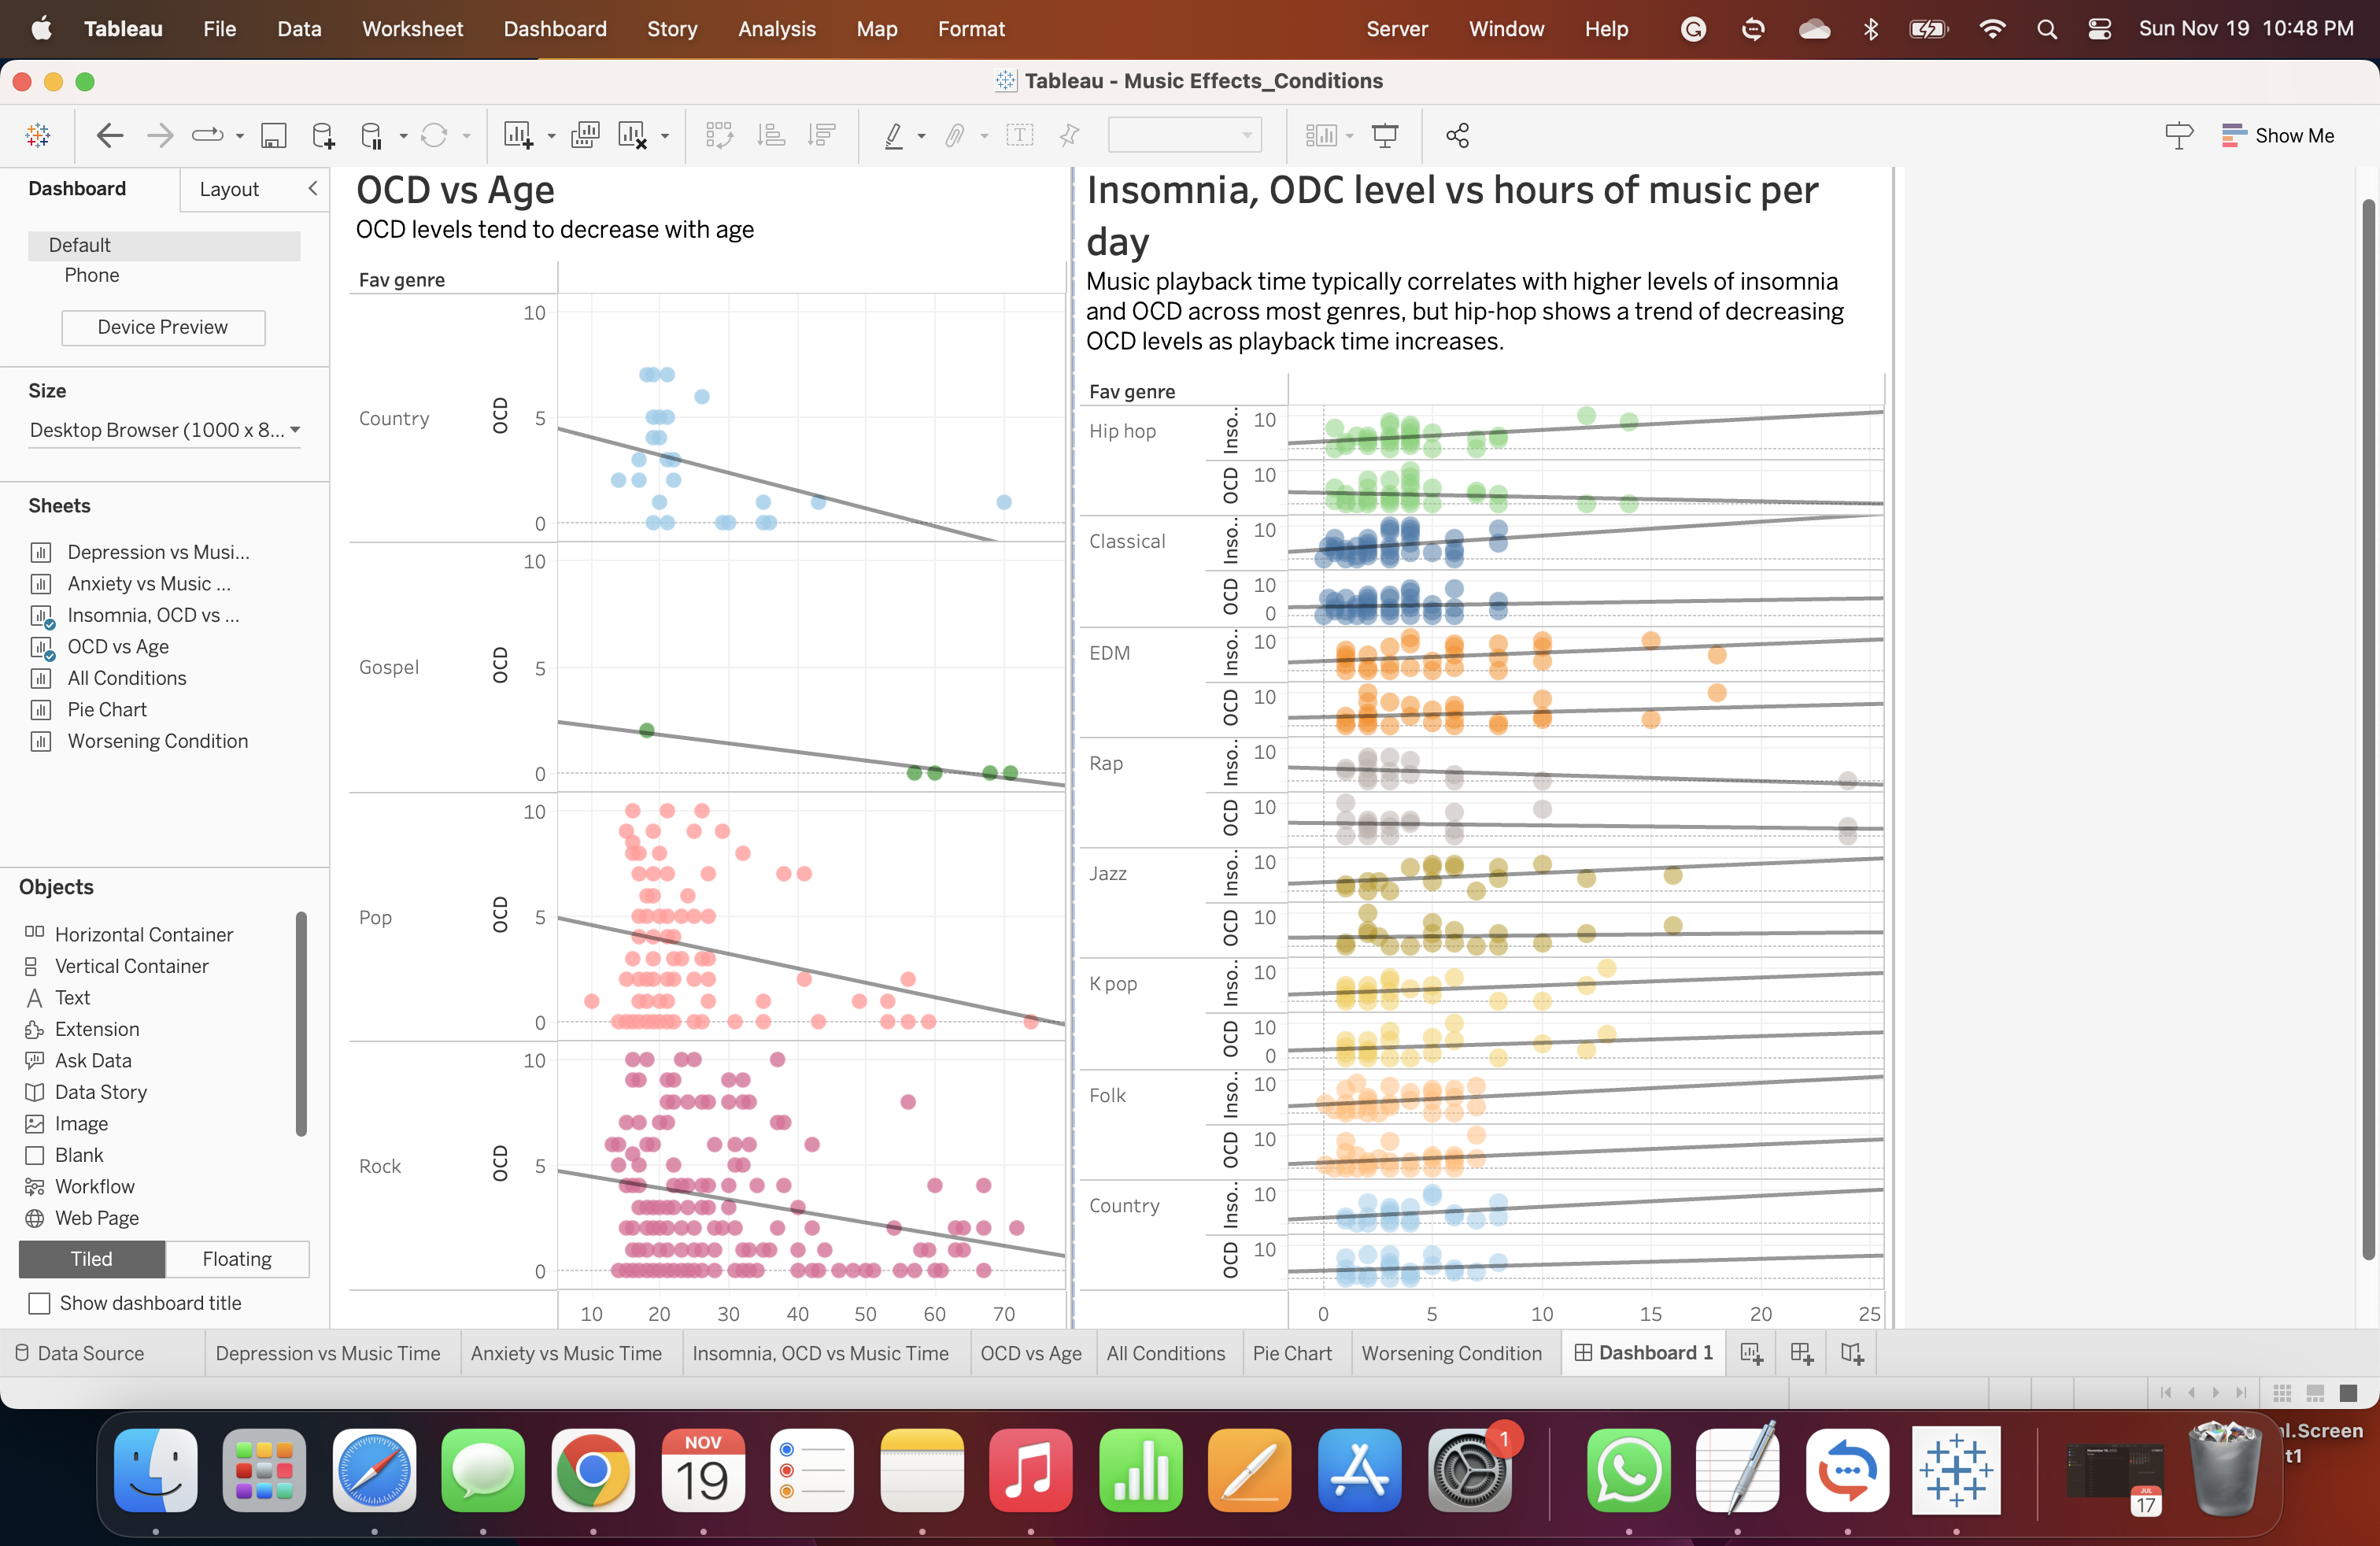 Tableau File Data Worksheet Dashboard Story Analysis Map Format Server Window Help Sun Nov 19 10:48 PM
Tableau - Music Effects_Conditions
Show Me
Dashboard Layout
Default
Phone
Device Preview
Size
Desktop Browser (1000 x 8...
Sheets
Depression vs Musi...
Anxiety vs Music ...
Insomnia, OCD vs ...
OCD vs Age
All Conditions
Pie Chart
Worsening Condition
Objects
Horizontal Container
Vertical Container
Text
Extension
Ask Data
Data Story
Image
Blank
Workflow
Web Page
Tiled Floating
Show dashboard title
OCD vs Age
OCD levels tend to decrease with age
Fav genre
Country OCD 10 5 0
Gospel OCD 10 5 0
Pop OCD 10 5 0
Rock OCD 10 5 0
10 20 30 40 50 60 70
Insomnia, ODC level vs hours of music per
day
Music playback time typically correlates with higher levels of insomnia
and OCD across most genres, but hip-hop shows a trend of decreasing
OCD levels as playback time increases.
Fav genre
Hip hop Inso.. 10
OCD 10
Classical Inso.. 10
OCD 10 0
EDM Inso.. 10
OCD 10
Rap Inso.. 10
OCD 10
Jazz Inso.. 10
OCD 10
K pop Inso.. 10
OCD 10 0
Folk Inso.. 10
OCD 10
Country Inso.. 10
OCD 10
0 5 10 15 20 25
Data Source Depression vs Music Time Anxiety vs Music Time Insomnia, OCD vs Music Time OCD vs Age All Conditions Pie Chart Worsening Condition Dashboard 1
NOV
19
1
JUL
17
al.Screen
t1